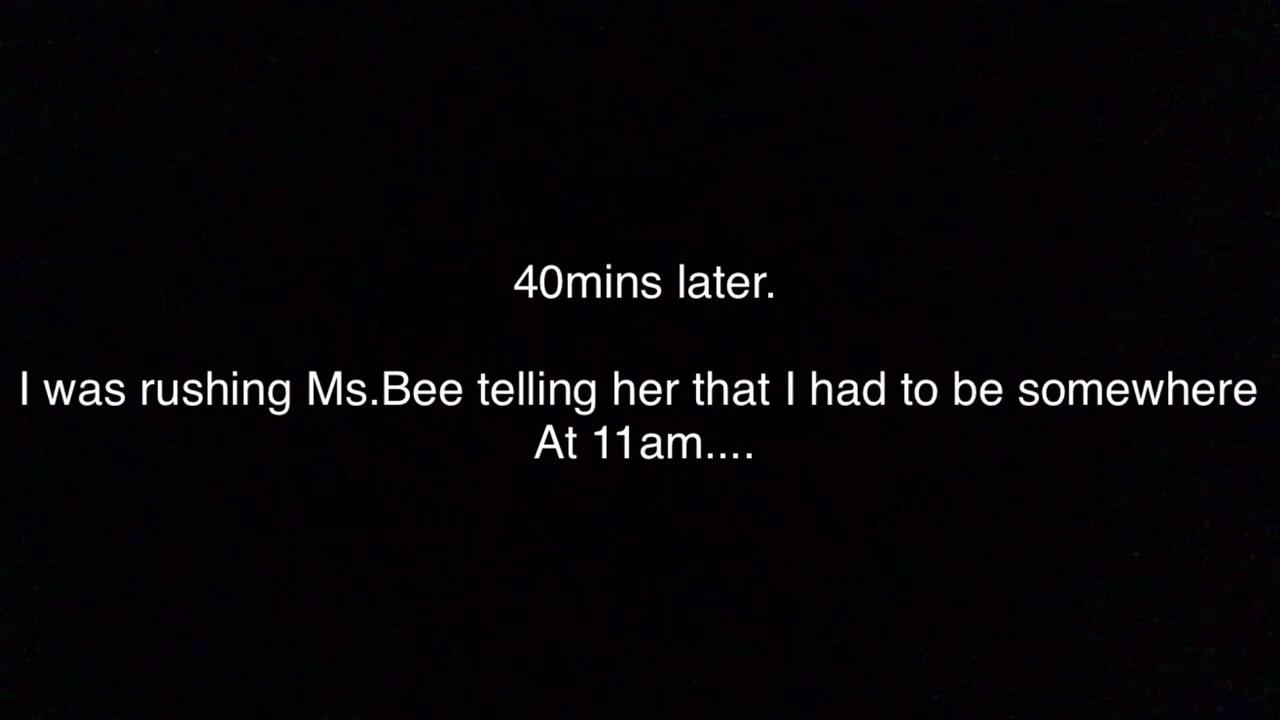 40mins later.
I was rushing Ms.Bee telling her that I had to be somewhere
At 11am....